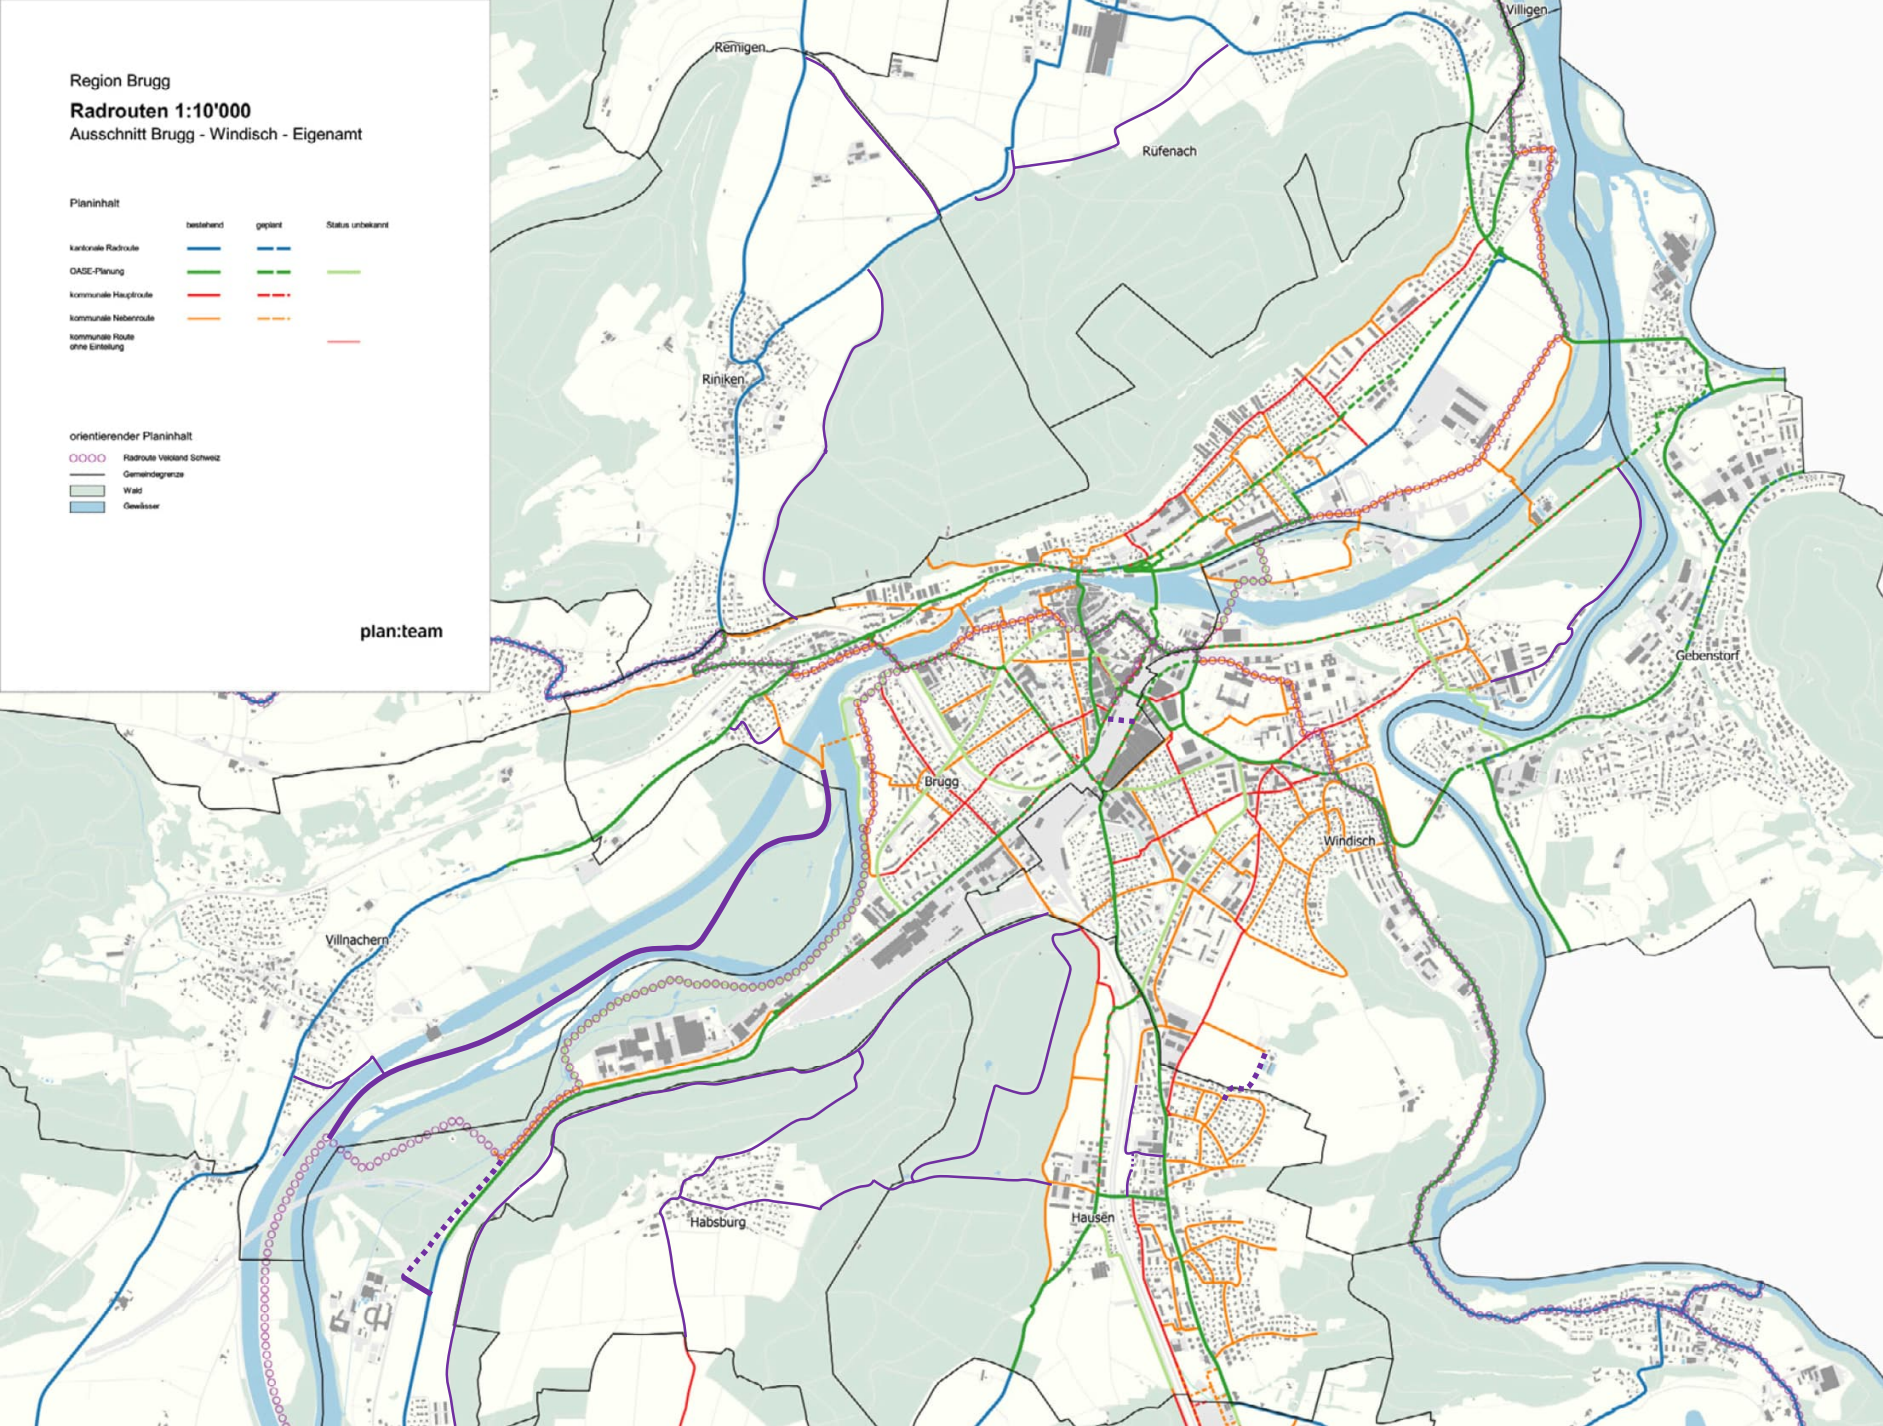 Region Brugg
Radrouten 1:10'000
Ausschnitt Brugg - Windisch - Eigenamt
Planinhalt
bestehend geplant Status unbekannt
kantonale Radroute
OASE-Planung
kommunale Hauptroute
kommunale Nebenroute
kommunale Route
ohne Einteilung
orientierender Planinhalt
Radroute Veloland Schweiz
Gemeindegrenze
Wald
Gewässer
plan:team
Villigen
Remigen
Rüfenach
Riniken
Gebenstorf
Brugg
Windisch
Villnachern
Habsburg
Hausen